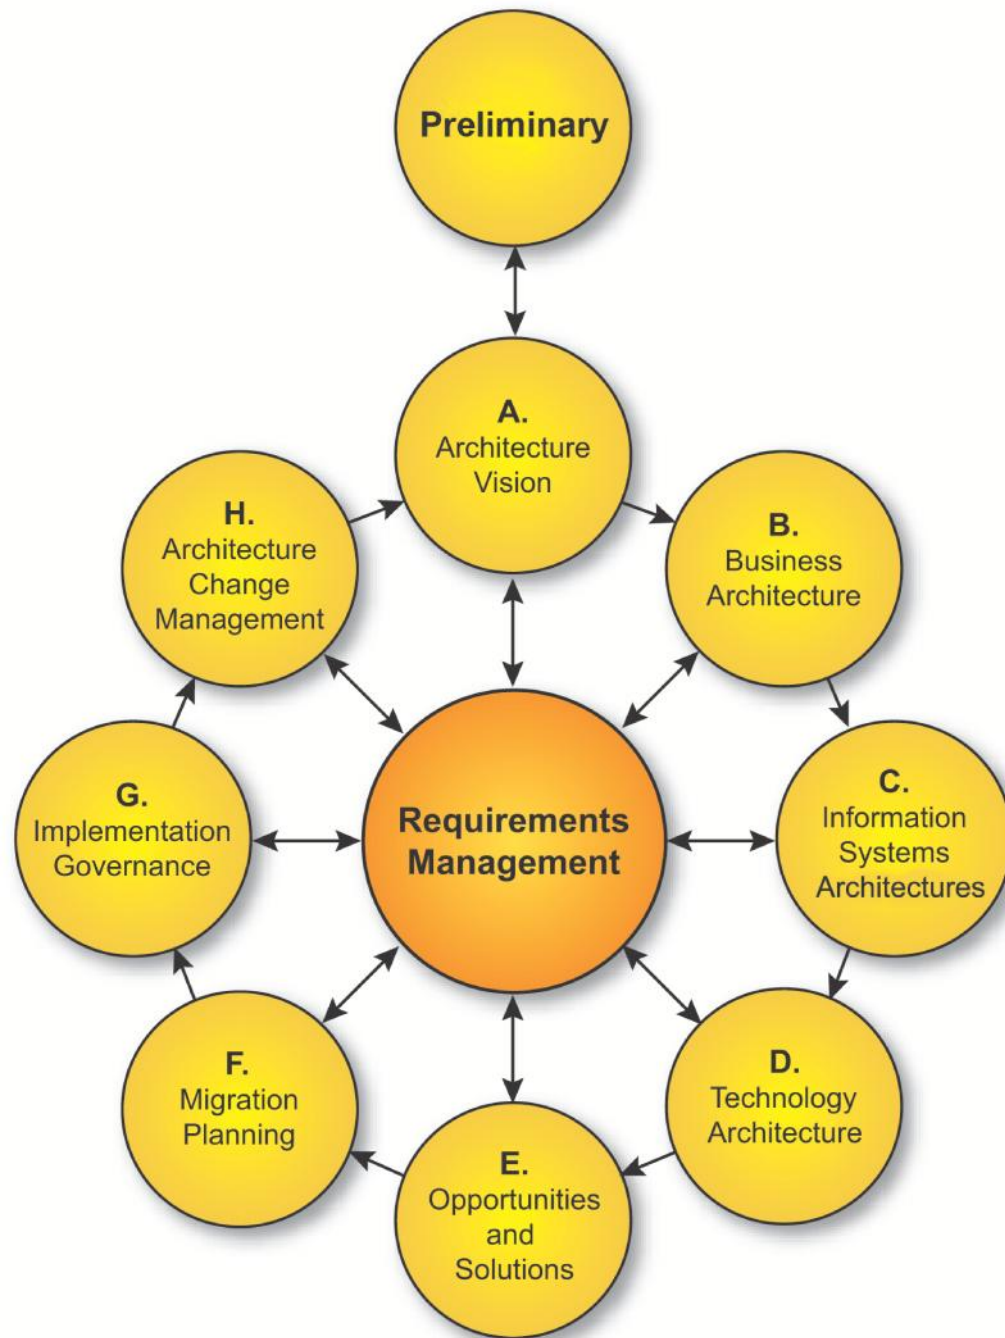 Preliminary
A.
Architecture
Vision
B.
Business
Architecture
C.
Information
Systems
Architectures
D.
Technology
Architecture
E.
Opportunities
and
Solutions
F.
Migration
Planning
G.
Implementation
Governance
H.
Architecture
Change
Management
Requirements
Management